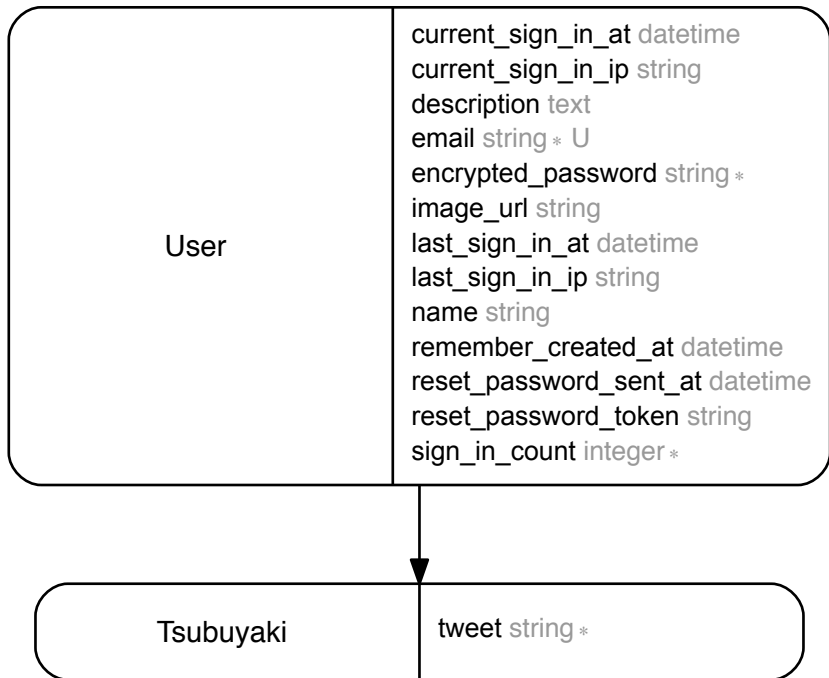 User
current_sign_in_at datetime
current_sign_in_ip string
description text
email string * U
encrypted_password string *
image_url string
last_sign_in_at datetime
last_sign_in_ip string
name string
remember_created_at datetime
reset_password_sent_at datetime
reset_password_token string
sign_in_count integer *
Tsubuyaki
tweet string *